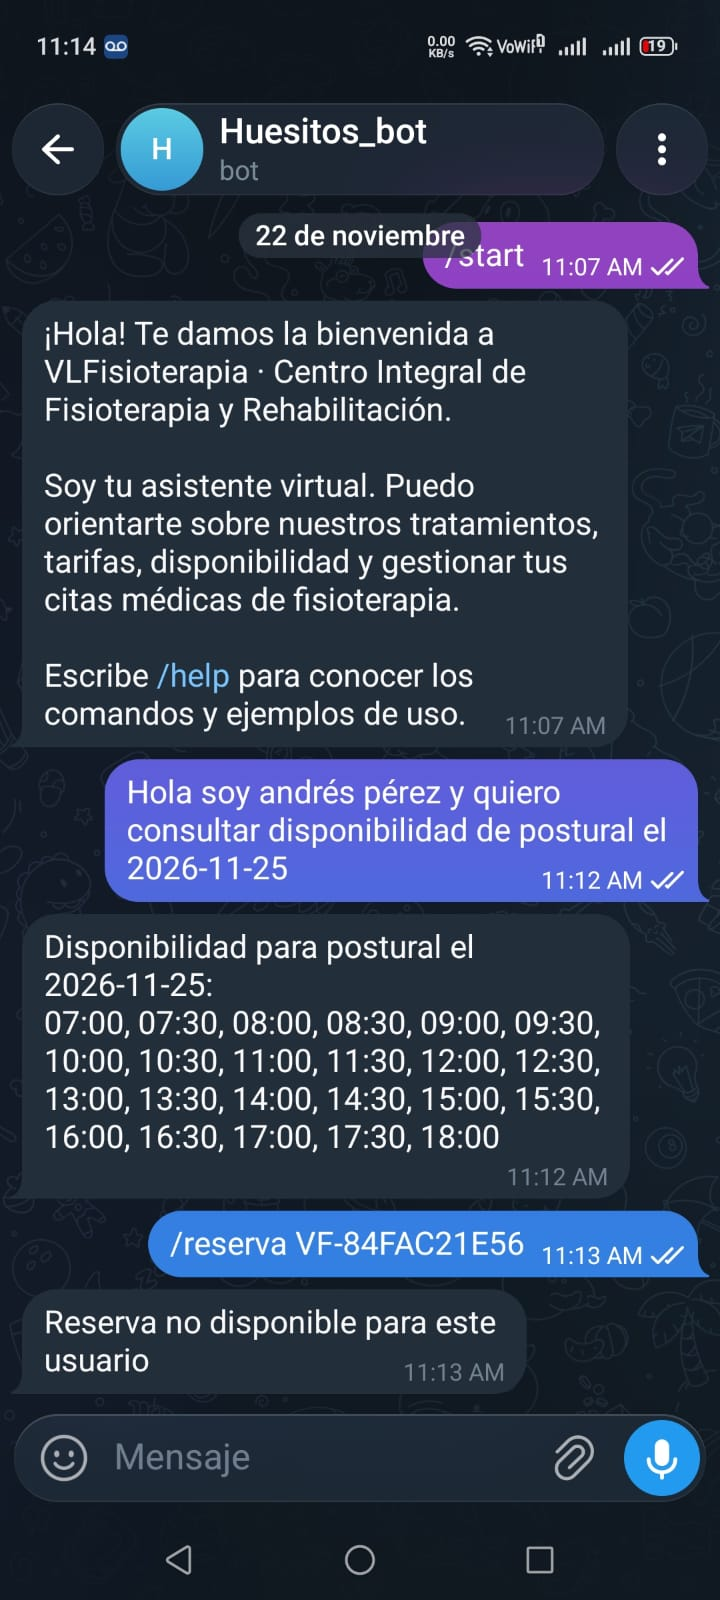 11:14
0.00
KB/s
VoWiFi
19
H
Huesitos_bot
bot
22 de noviembre
/start 11:07 AM
¡Hola! Te damos la bienvenida a
VLFisioterapia · Centro Integral de
Fisioterapia y Rehabilitación.
Soy tu asistente virtual. Puedo
orientarte sobre nuestros tratamientos,
tarifas, disponibilidad y gestionar tus
citas médicas de fisioterapia.
Escribe /help para conocer los
comandos y ejemplos de uso. 11:07 AM
Hola soy andrés pérez y quiero
consultar disponibilidad de postural el
2026-11-25 11:12 AM
Disponibilidad para postural el
2026-11-25:
07:00, 07:30, 08:00, 08:30, 09:00, 09:30,
10:00, 10:30, 11:00, 11:30, 12:00, 12:30,
13:00, 13:30, 14:00, 14:30, 15:00, 15:30,
16:00, 16:30, 17:00, 17:30, 18:00
11:12 AM
/reserva VF-84FAC21E56 11:13 AM
Reserva no disponible para este
usuario 11:13 AM
Mensaje